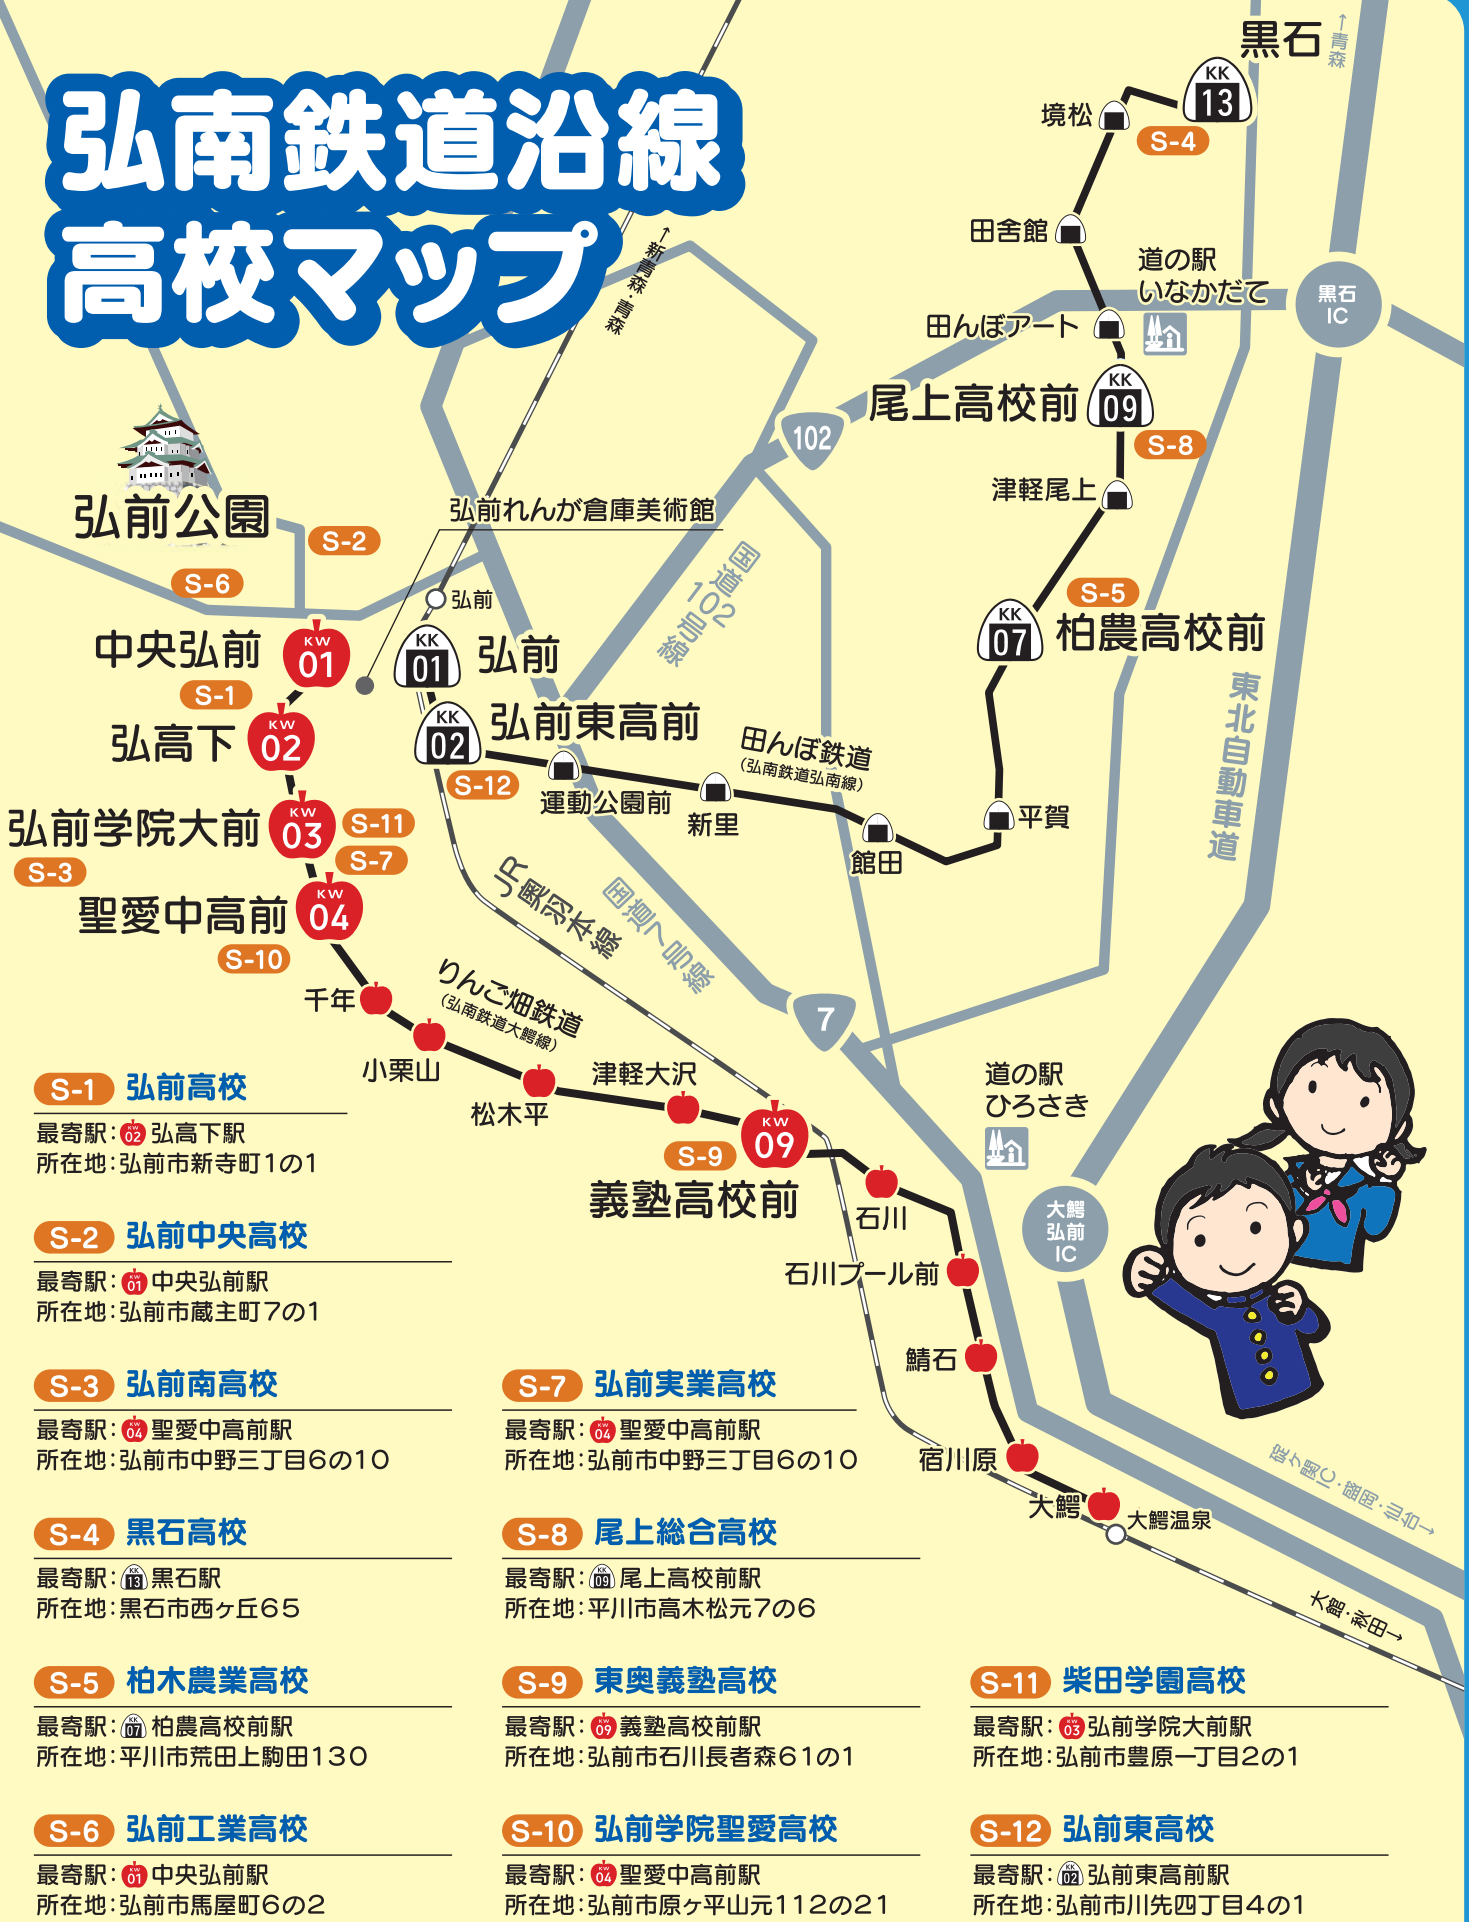 弘南鉄道沿線
高校マップ
黒石
↑青森
KK
13
境松
S-4
田舎館
道の駅
いなかだて
黒石
IC
→新青森・青森
田んぼアート
KK
09
尾上高校前
S-8
102
津軽尾上
弘前公園
弘前れんが倉庫美術館
S-2
国道
102
号線
S-6
弘前
S-5
KK
07
柏農高校前
中央弘前
KW
01
KK
01
弘前
S-1
東北自動車道
弘高下
KW
02
KK
02
弘前東高前
田んぼ鉄道
(弘南鉄道弘南線)
S-12
運動公園前
新里
館田
平賀
弘前学院大前
KW
03
S-11
S-7
S-3
聖愛中高前
KW
04
S-10
JR
奥羽本線
国道7号線
千年
りんご畑鉄道
(弘南鉄道大鰐線)
7
小栗山
松木平
津軽大沢
道の駅
ひろさき
KW
09
S-9
義塾高校前
石川
大鰐
弘前
IC
石川プール前
鯖石
宿川原
大鰐
大鰐温泉
碇ケ関IC・盛岡・仙台→
大館・秋田→
S-1 弘前高校
最寄駅:KW 02 弘高下駅
所在地:弘前市新寺町1の1
S-2 弘前中央高校
最寄駅:KW 01 中央弘前駅
所在地:弘前市蔵主町7の1
S-3 弘前南高校
最寄駅:KW 04 聖愛中高前駅
所在地:弘前市中野三丁目6の10
S-4 黒石高校
最寄駅:KK 13 黒石駅
所在地:黒石市西ヶ丘65
S-5 柏木農業高校
最寄駅:KK 07 柏農高校前駅
所在地:平川市荒田上駒田130
S-6 弘前工業高校
最寄駅:KW 01 中央弘前駅
所在地:弘前市馬屋町6の2
S-7 弘前実業高校
最寄駅:KW 04 聖愛中高前駅
所在地:弘前市中野三丁目6の10
S-8 尾上総合高校
最寄駅:KK 09 尾上高校前駅
所在地:平川市高木松元7の6
S-9 東奥義塾高校
最寄駅:KW 09 義塾高校前駅
所在地:弘前市石川長者森61の1
S-10 弘前学院聖愛高校
最寄駅:KW 04 聖愛中高前駅
所在地:弘前市原ヶ平山元112の21
S-11 柴田学園高校
最寄駅:KW 03 弘前学院大前駅
所在地:弘前市豊原一丁目2の1
S-12 弘前東高校
最寄駅:KK 02 弘前東高前駅
所在地:弘前市川先四丁目4の1